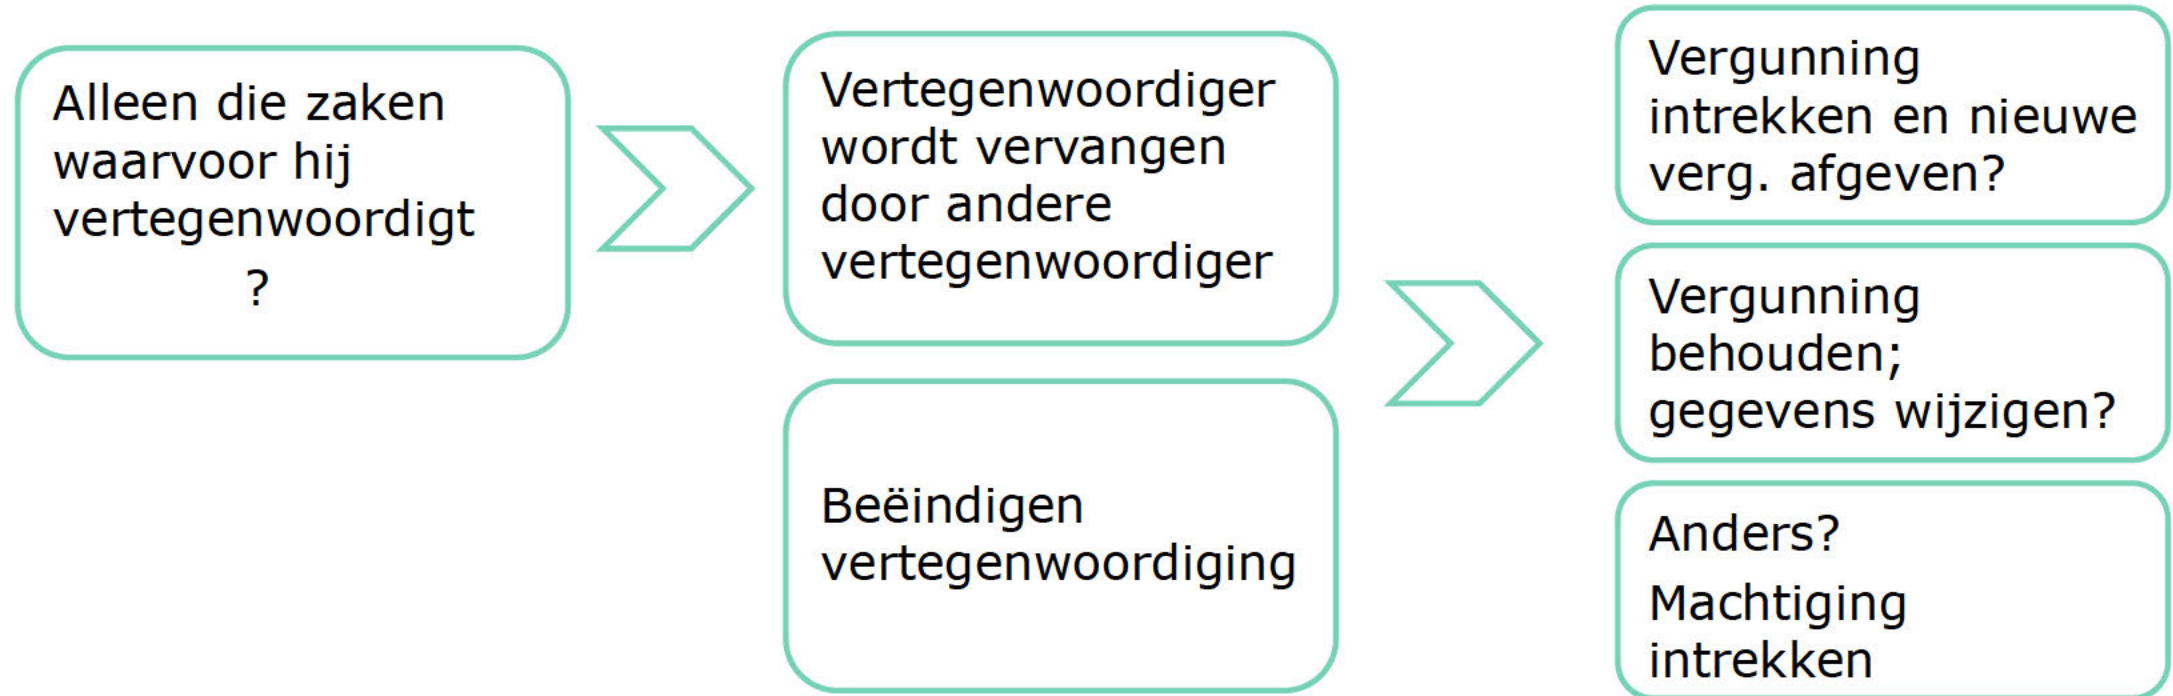 Alleen die zaken
waarvoor hij
vertegenwoordigt
?
Vertegenwoordiger
wordt vervangen
door andere
vertegenwoordiger
Beëindigen
vertegenwoordiging
Vergunning
intrekken en nieuwe
verg. afgeven?
Vergunning
behouden;
gegevens wijzigen?
Anders?
Machtiging
intrekken